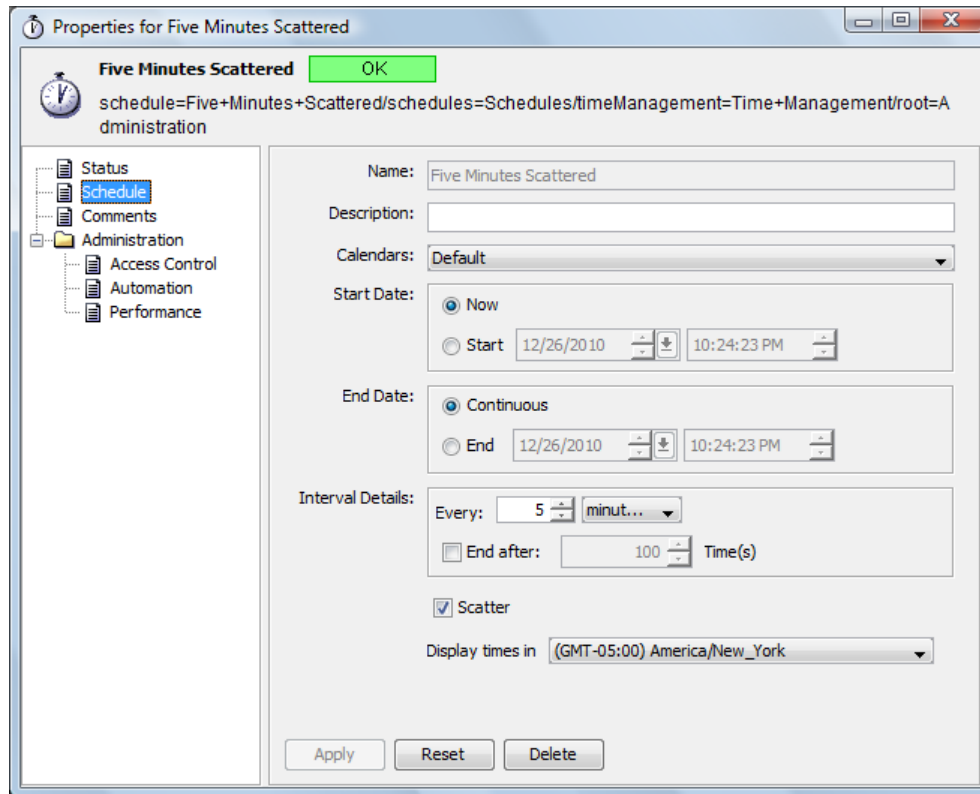 Properties for Five Minutes Scattered
Five Minutes Scattered OK
schedule=Five+Minutes+Scattered/schedules=Schedules/timeManagement=Time+Management/root=A
dministration
Status
Schedule
Comments
Administration
Access Control
Automation
Performance
Name: Five Minutes Scattered
Description:
Calendars: Default
Start Date: Now
Start 12/26/2010 10:24:23 PM
End Date: Continuous
End 12/26/2010 10:24:23 PM
Interval Details: Every: 5 minut...
End after: 100 Time(s)
Scatter
Display times in (GMT-05:00) America/New_York
Apply Reset Delete